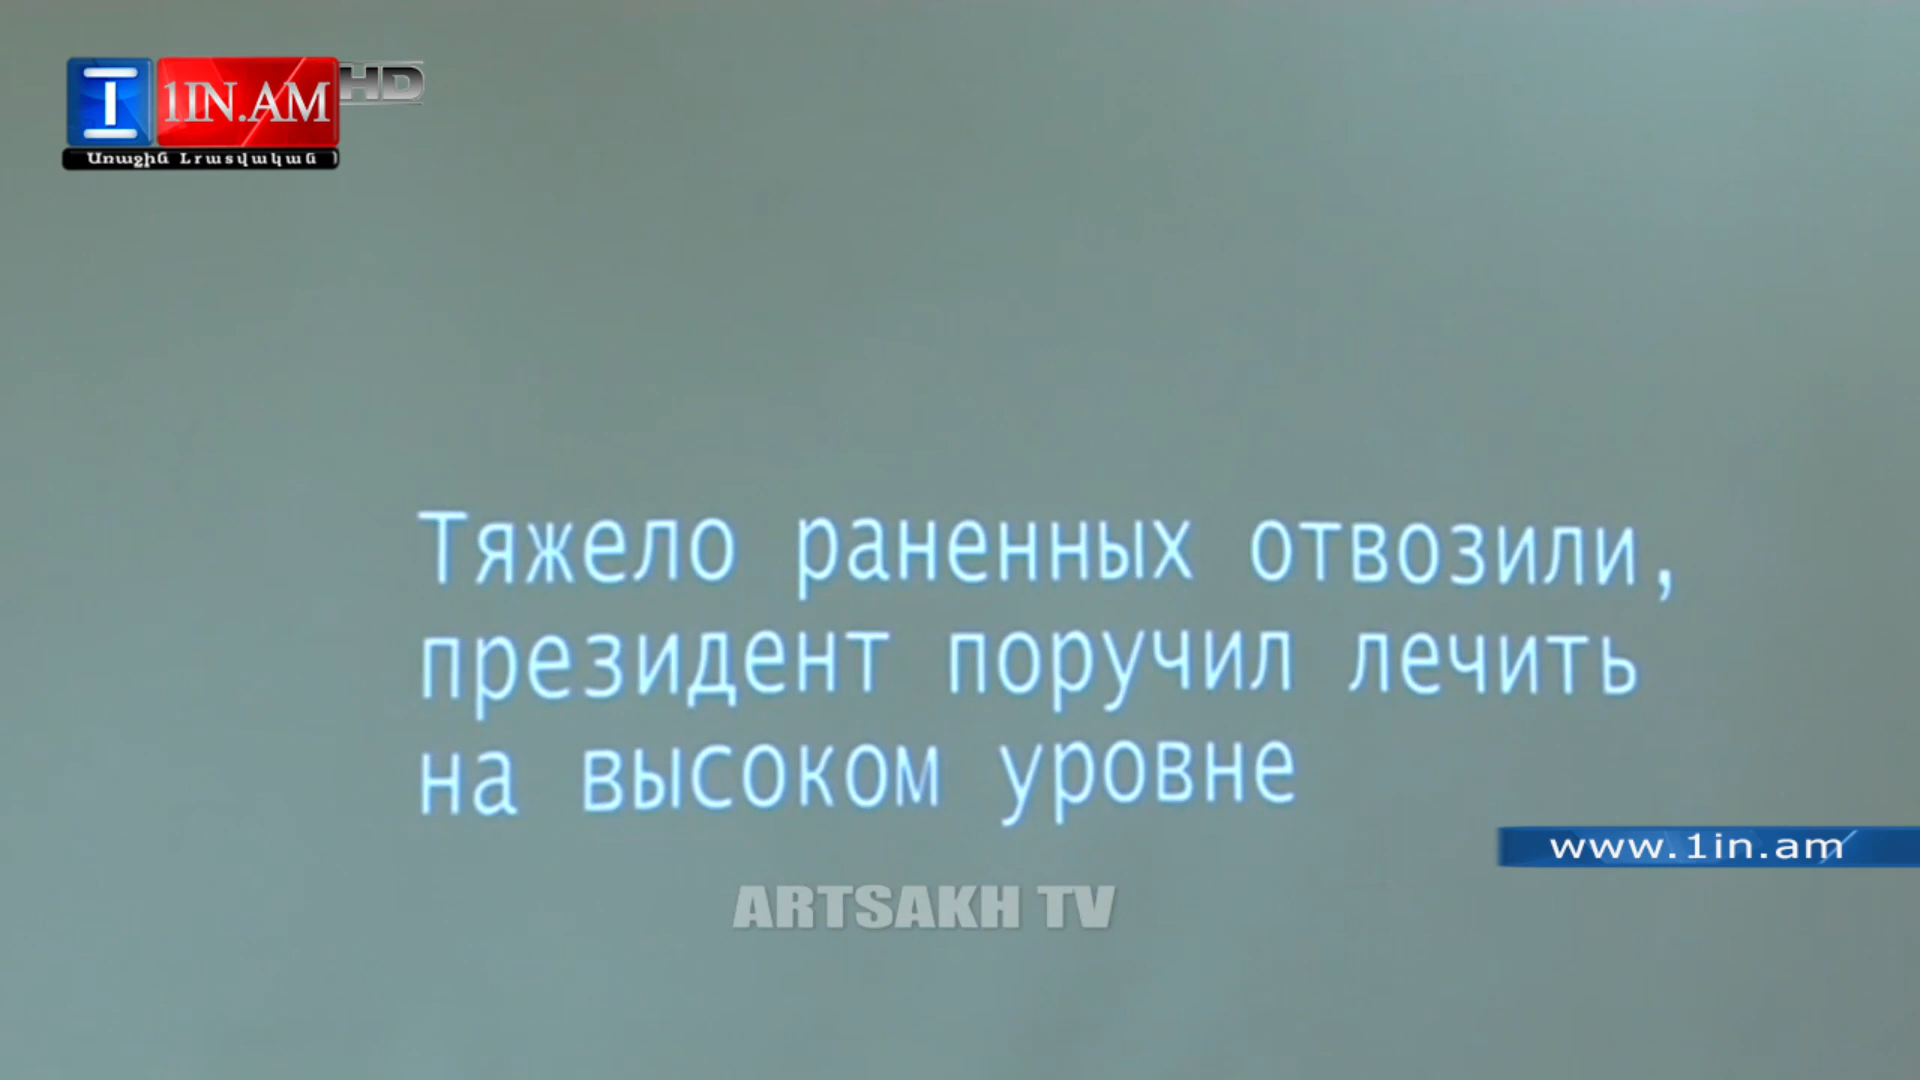 1IN.AM HD
Առաջին Լրատվական
Тяжело раненных отвозили,
президент поручил лечить
на высоком уровне
www.1in.am
ARTSAKH TV